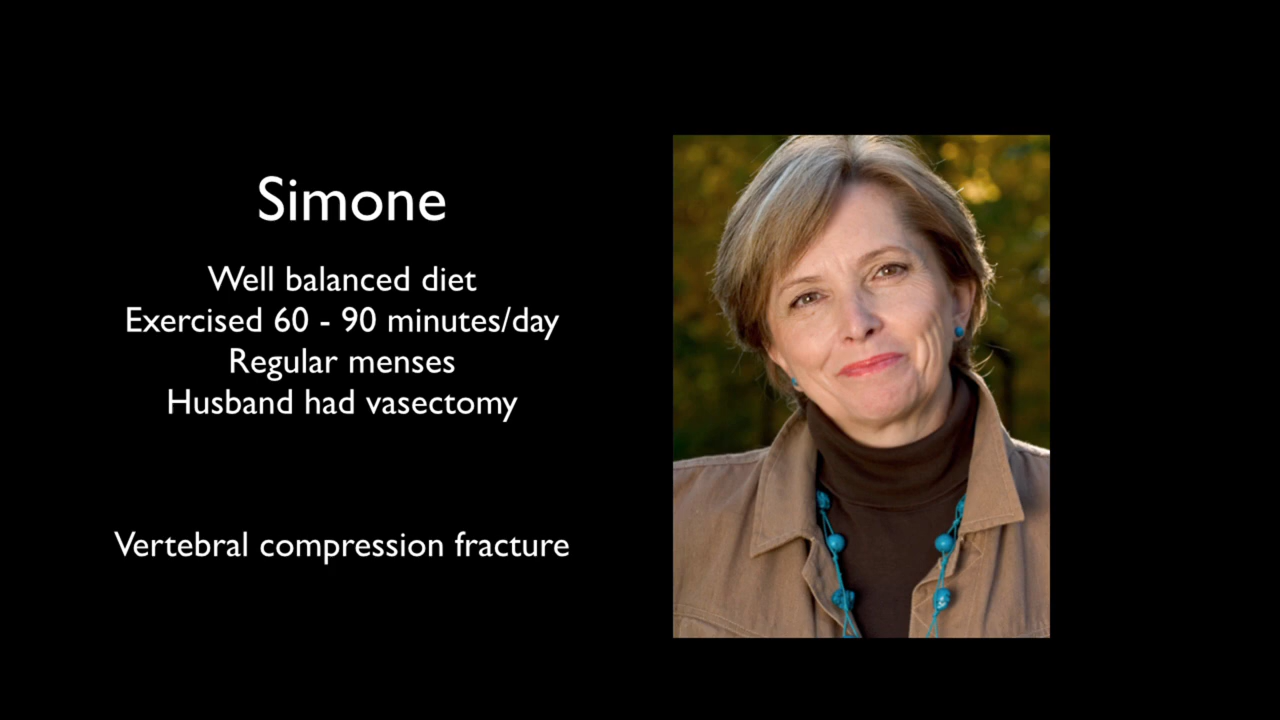 Simone
Well balanced diet
Exercised 60 - 90 minutes/day
Regular menses
Husband had vasectomy
Vertebral compression fracture